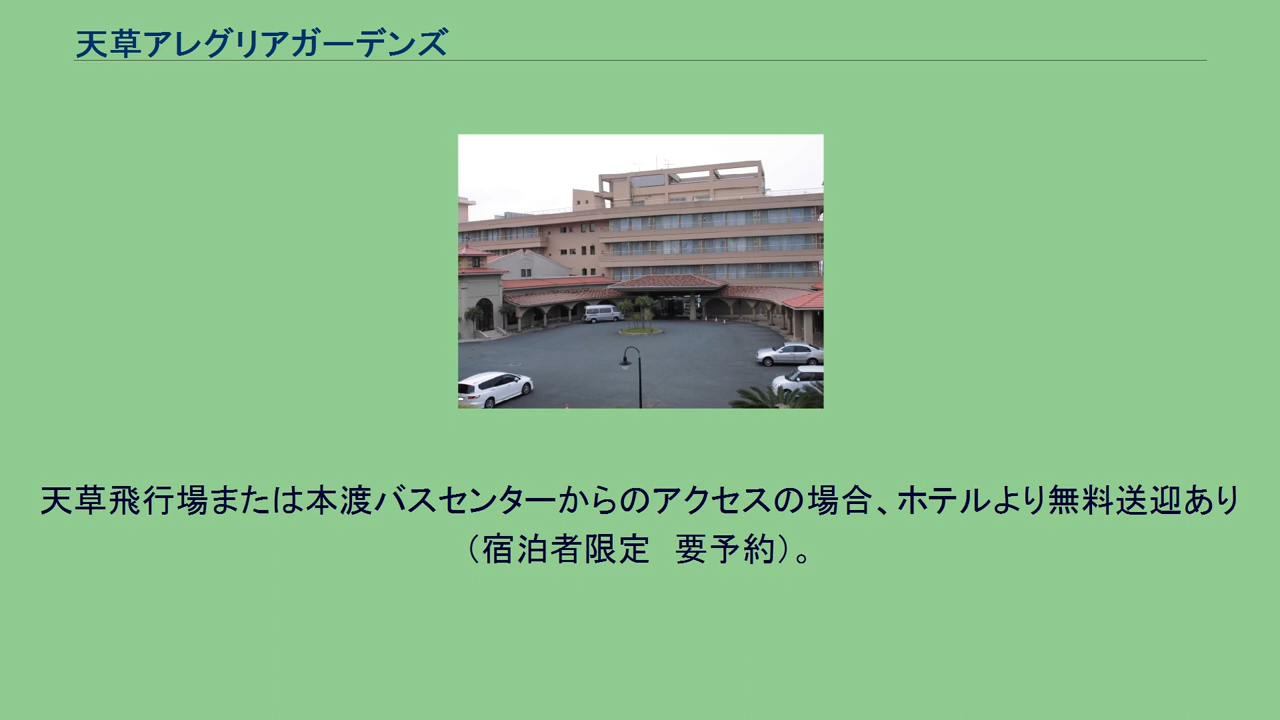 天草アレグリアガーデンズ
天草飛行場または本渡バスセンターからのアクセスの場合、ホテルより無料送迎あり
（宿泊者限定　要予約）。